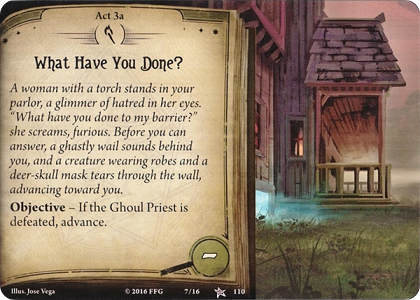 Act 3a
What Have You Done?
A woman with a torch stands in your
parlor, a glimmer of hatred in her eyes.
“What have you done to my barrier?”
she screams, furious. Before you can
answer, a ghastly wail sounds behind
you, and a creature wearing robes and a
deer-skull mask tears through the wall,
advancing toward you.
Objective – If the Ghoul Priest is
defeated, advance.
–
Illus. Jose Vega © 2016 FFG 7/16 110